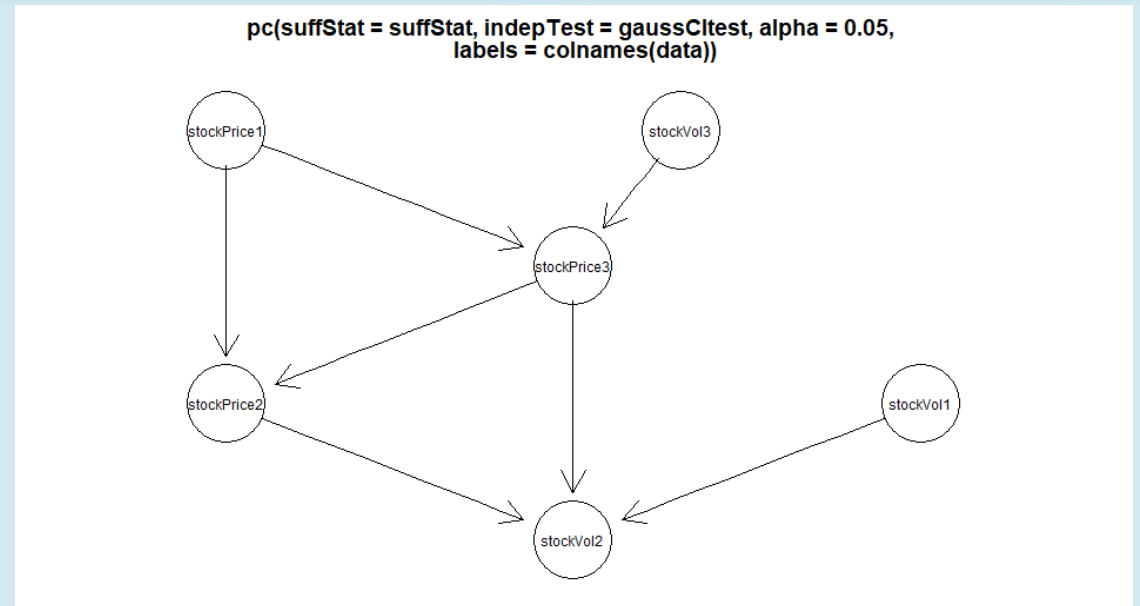 pc(suffStat = suffStat, indepTest = gaussCItest, alpha = 0.05,
labels = colnames(data))
stockPrice1
stockVol3
stockPrice3
stockPrice2
stockVol1
stockVol2